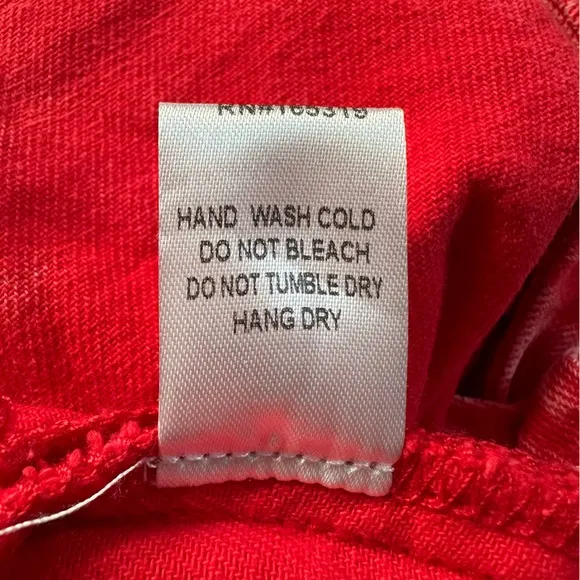 HAND WASH COLD
DO NOT BLEACH
DO NOT TUMBLE DRY
HANG DRY